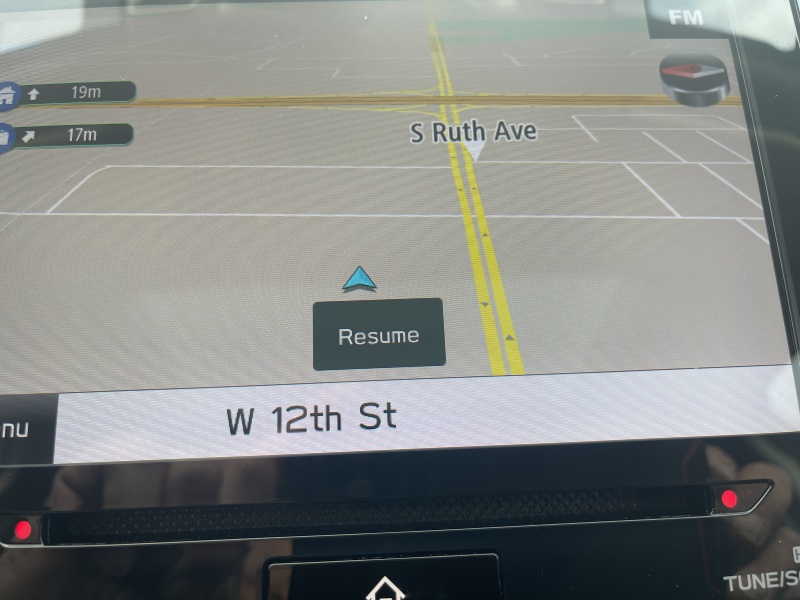 FM
19m
17m
S Ruth Ave
Resume
nu
W 12th St
TUNE/